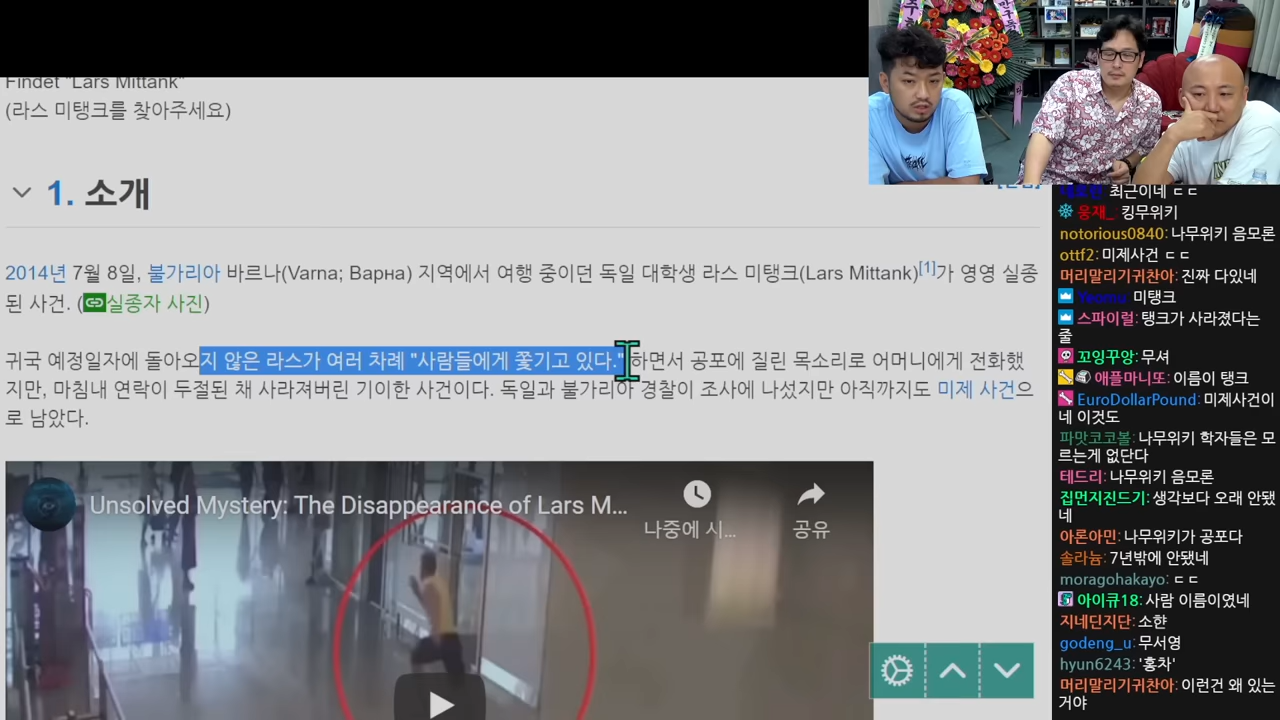 Findet "Lars Mittank"
(라스 미탱크를 찾아주세요)
1. 소개
2014년 7월 8일, 불가리아 바르나(Varna; Варна) 지역에서 여행 중이던 독일 대학생 라스 미탱크(Lars Mittank)[1]가 영영 실종
된 사건. (실종자 사진)
귀국 예정일자에 돌아오지 않은 라스가 여러 차례 "사람들에게 쫓기고 있다." 하면서 공포에 질린 목소리로 어머니에게 전화했
지만, 마침내 연락이 두절된 채 사라져버린 기이한 사건이다. 독일과 불가리아 경찰이 조사에 나섰지만 아직까지도 미제 사건으
로 남았다.
Unsolved Mystery: The Disappearance of Lars M...
나중에 시...
공유
최근이네 ㄷㄷ
웅재_: 킹무위키
notorious0840: 나무위키 음모론
ottf2: 미제사건 ㄷㄷ
머리말리기귀찬아: 진짜 다있네
Yeomu: 미탱크
스파이럴: 탱크가 사라졌다는
줄
꼬잉꾸앙: 무셔
애플마니또: 이름이 탱크
EuroDollarPound: 미제사건이
네 이것도
파맛코코볼: 나무위키 학자들은 모
르는게 없단다
테드리: 나무위키 음모론
집먼지진드기: 생각보다 오래 안됐
네
아론아민: 나무위키가 공포다
솔라늄: 7년밖에 안됐네
moragohakayo: ㄷㄷ
아이큐18: 사람 이름이였네
지네딘지단: 소햔
godeng_u: 무서영
hyun6243: '홍차'
머리말리기귀찬아: 이런건 왜 있는
거야